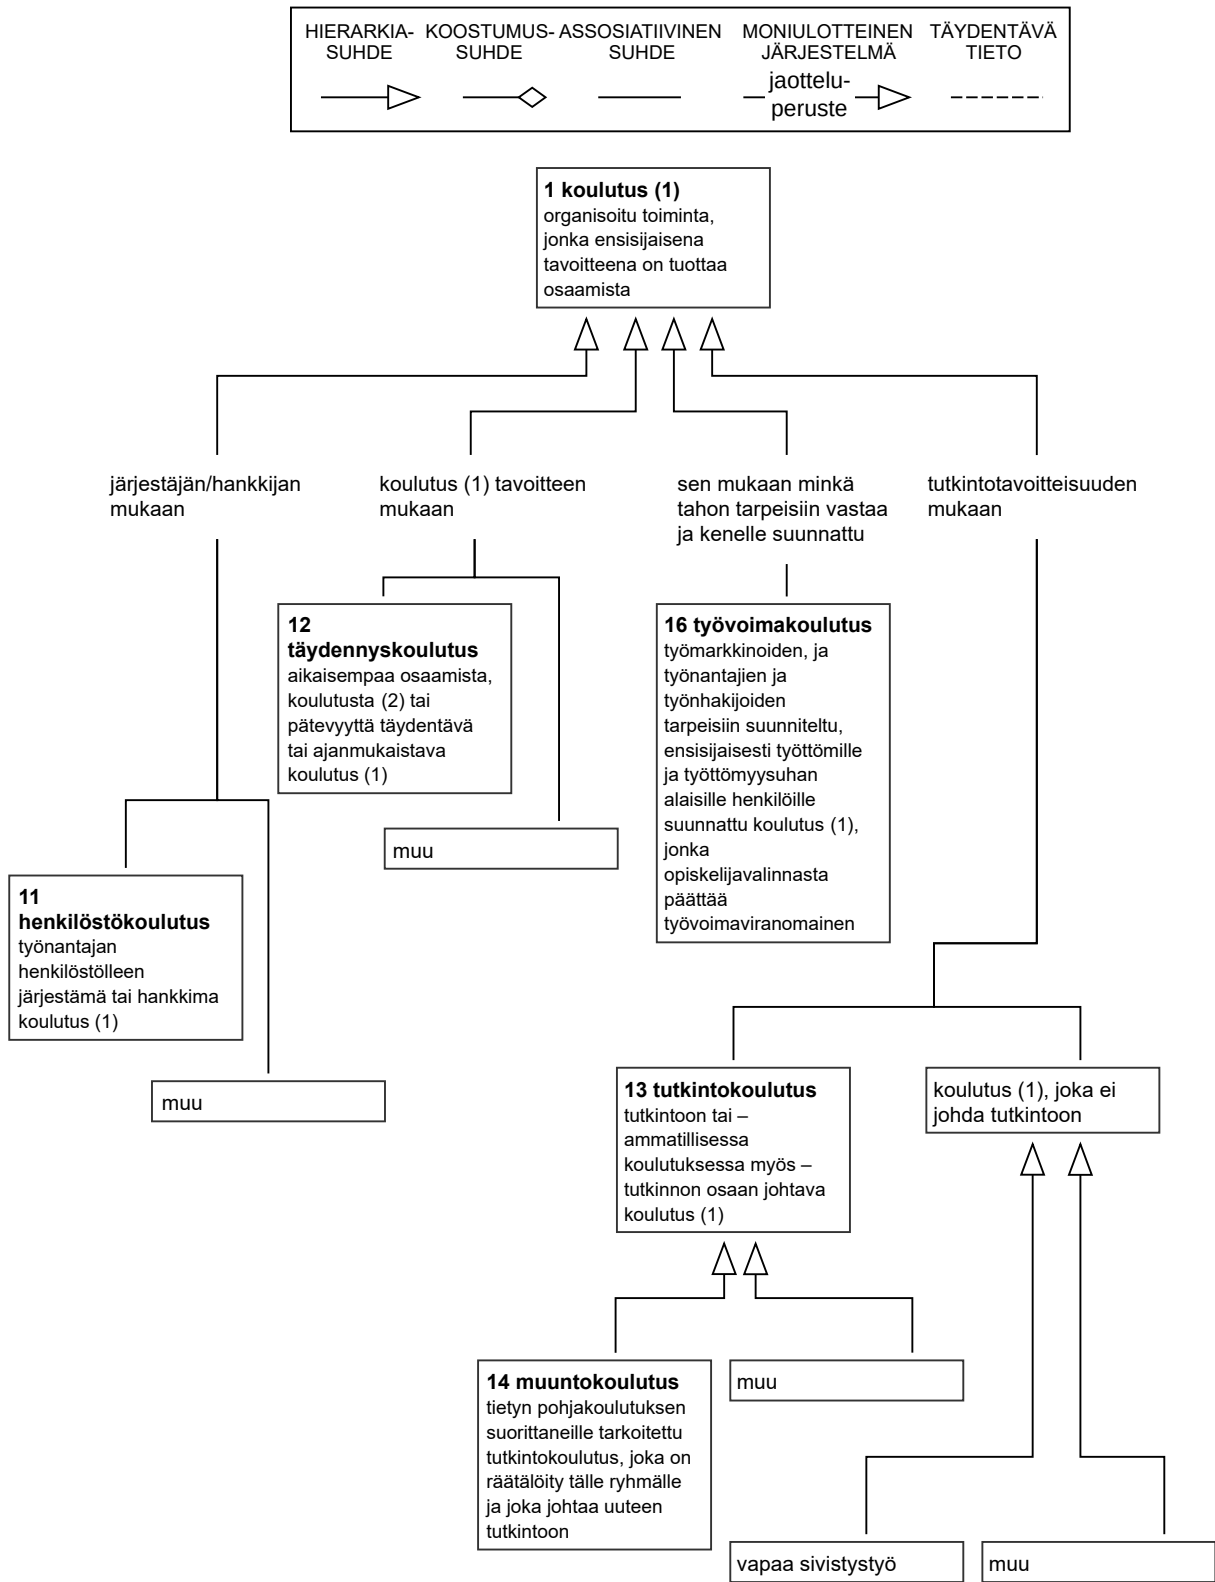 HIERARKIA-
SUHDE
KOOSTUMUS-
SUHDE
ASSOSIATIIVINEN
SUHDE
MONIULOTTEINEN
JÄRJESTELMÄ
jaottelu-
peruste
TÄYDENTÄVÄ
TIETO
1 koulutus (1)
organisoitu toiminta,
jonka ensisijaisena
tavoitteena on tuottaa
osaamista
järjestäjän/hankkijan
mukaan
koulutus (1) tavoitteen
mukaan
sen mukaan minkä
tahon tarpeisiin vastaa
ja kenelle suunnattu
tutkintotavoitteisuuden
mukaan
12
täydennyskoulutus
aikaisempaa osaamista,
koulutusta (2) tai
pätevyyttä täydentävä
tai ajanmukaistava
koulutus (1)
muu
16 työvoimakoulutus
työmarkkinoiden, ja
työnantajien ja
työnhakijoiden
tarpeisiin suunniteltu,
ensisijaisesti työttömille
ja työttömyysuhan
alaisille henkilöille
suunnattu koulutus (1),
jonka
opiskelijavalinnasta
päättää
työvoimaviranomainen
11
henkilöstökoulutus
työnantajan
henkilöstölleen
järjestämä tai hankkima
koulutus (1)
muu
13 tutkintokoulutus
tutkintoon tai –
ammatillisessa
koulutuksessa myös –
tutkinnon osaan johtava
koulutus (1)
koulutus (1), joka ei
johda tutkintoon
14 muuntokoulutus
tietyn pohjakoulutuksen
suorittaneille tarkoitettu
tutkintokoulutus, joka on
räätälöity tälle ryhmälle
ja joka johtaa uuteen
tutkintoon
muu
vapaa sivistystyö
muu